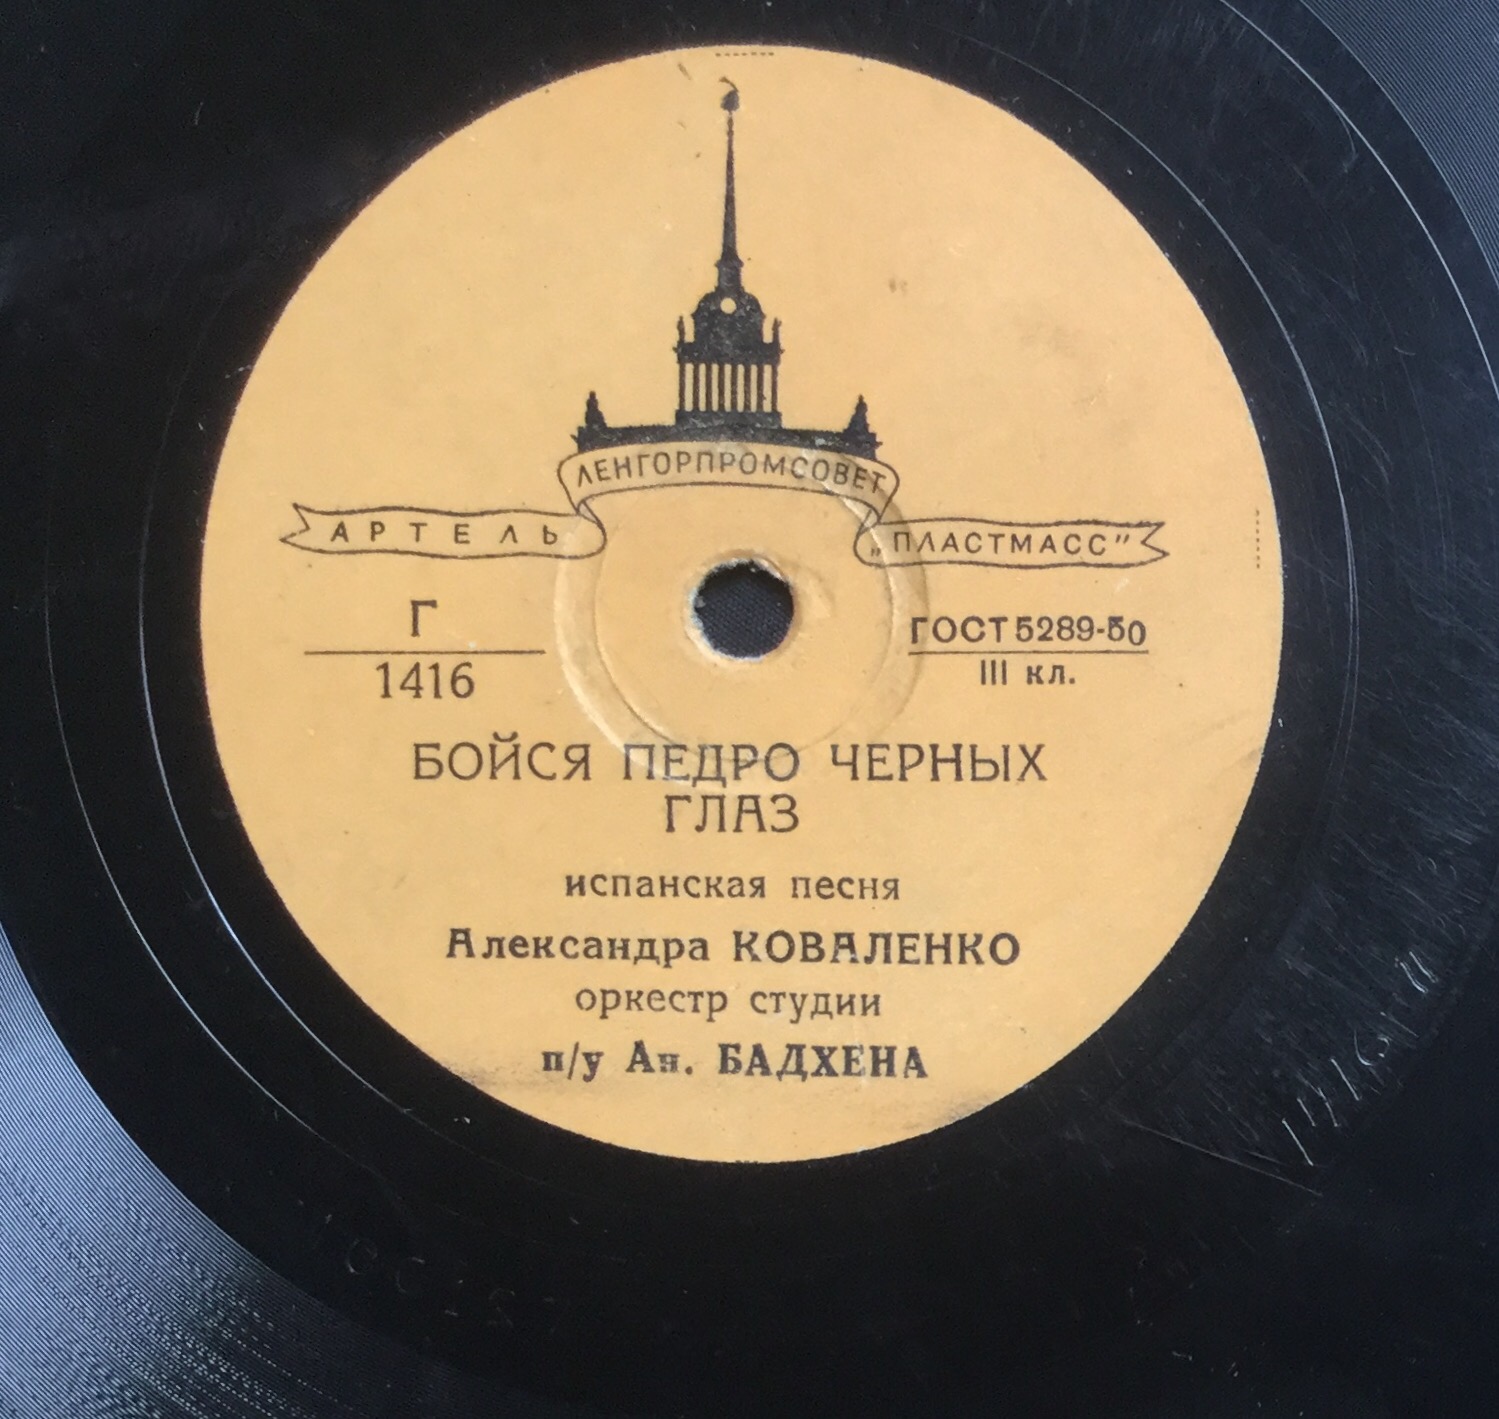 ЛЕНГОРПРОМСОВЕТ
АРТЕЛЬ „ПЛАСТМАСС"
Г
1416
ГОСТ 5289-50
III кл.
БОЙСЯ ПЕДРО ЧЕРНЫХ
ГЛАЗ
испанская песня
Александра КОВАЛЕНКО
оркестр студии
п/у Ан. БАДХЕНА